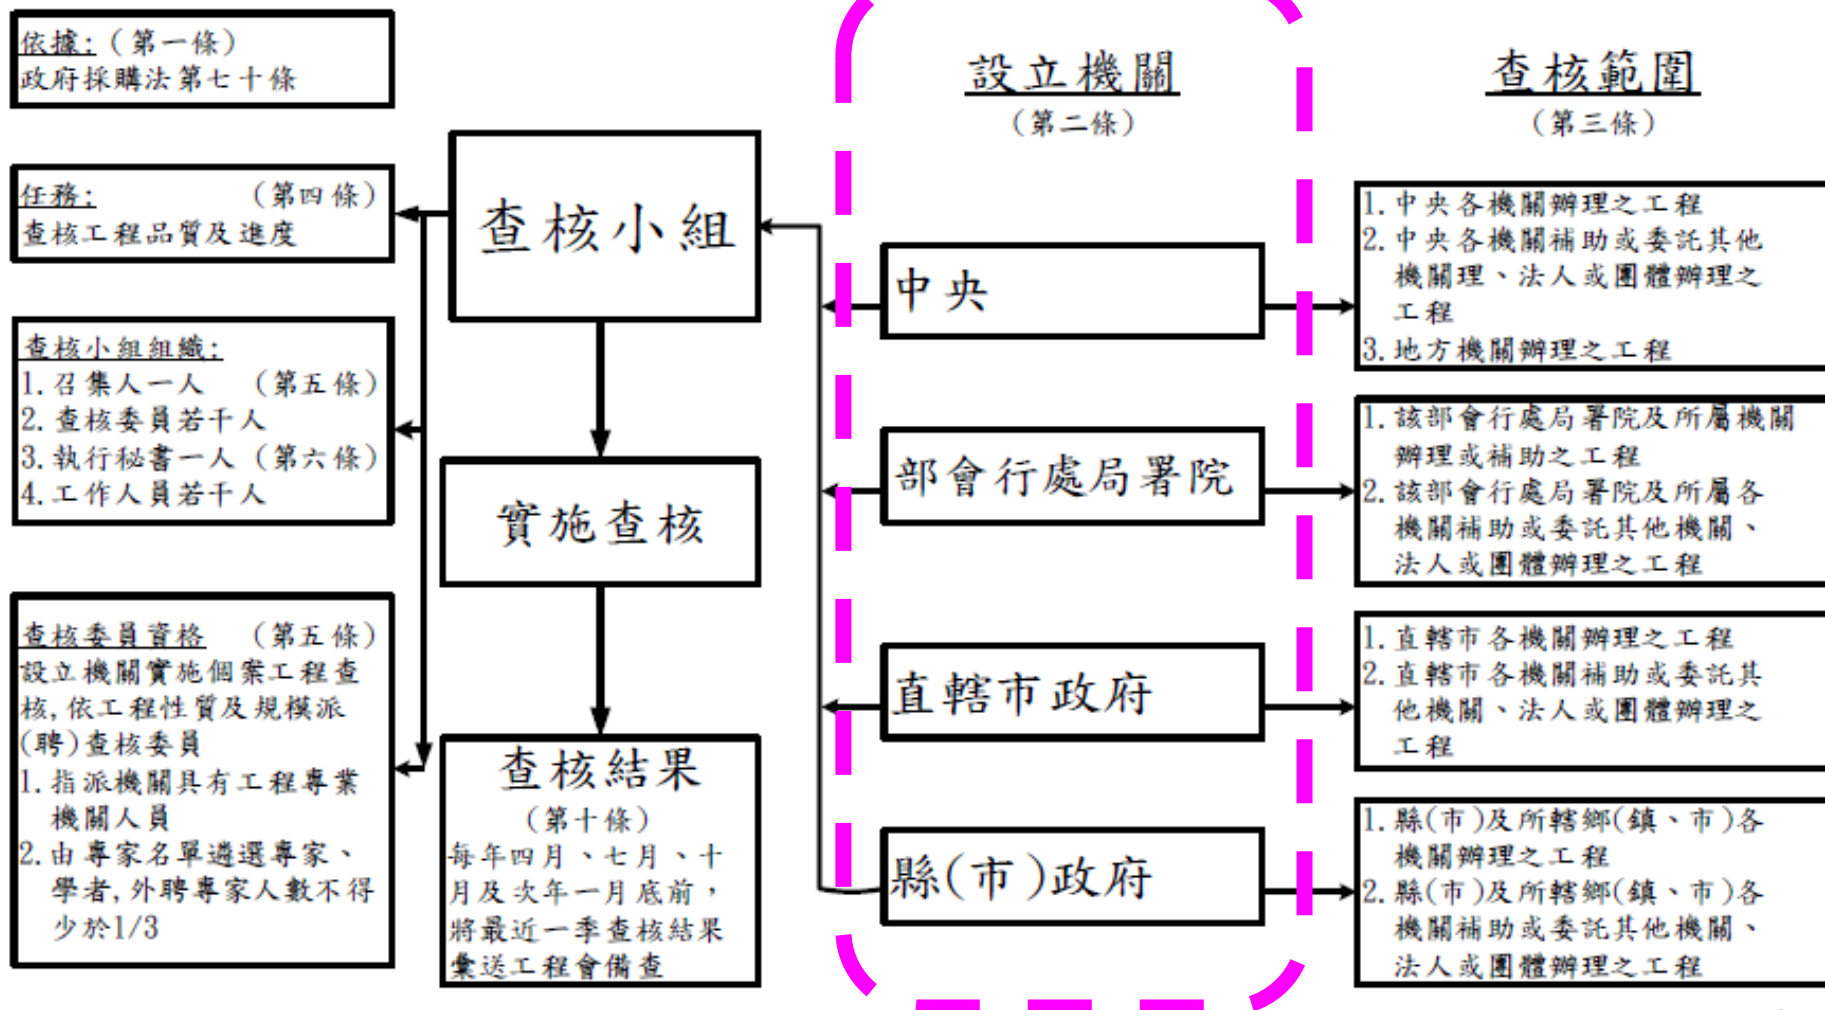 依據:(第一條)
政府採購法第七十條
任務: (第四條)
查核工程品質及進度
查核小組組織:
1.召集人一人 (第五條)
2.查核委員若干人
3.執行秘書一人(第六條)
4.工作人員若干人
查核委員資格 (第五條)
設立機關實施個案工程查
核,依工程性質及規模派
(聘)查核委員
1.指派機關具有工程專業
機關人員
2.由專家名單遴選專家、
學者,外聘專家人數不得
少於1/3
查核小組
實施查核
查核結果
(第十條)
每年四月、七月、十
月及次年一月底前,
將最近一季查核結果
彙送工程會備查
設立機關
(第二條)
中央
部會行處局署院
直轄市政府
縣(市)政府
查核範圍
(第三條)
1.中央各機關辦理之工程
2.中央各機關補助或委託其他
機關理、法人或團體辦理之
工程
3.地方機關辦理之工程
1.該部會行處局署院及所屬機關
辦理或補助之工程
2.該部會行處局署院及所屬各
機關補助或委託其他機關、
法人或團體辦理之工程
1.直轄市各機關辦理之工程
2.直轄市各機關補助或委託其
他機關、法人或團體辦理之
工程
1.縣(市)及所轄鄉(鎮、市)各
機關辦理之工程
2.縣(市)及所轄鄉(鎮、市)各
機關補助或委託其他機關、
法人或團體辦理之工程